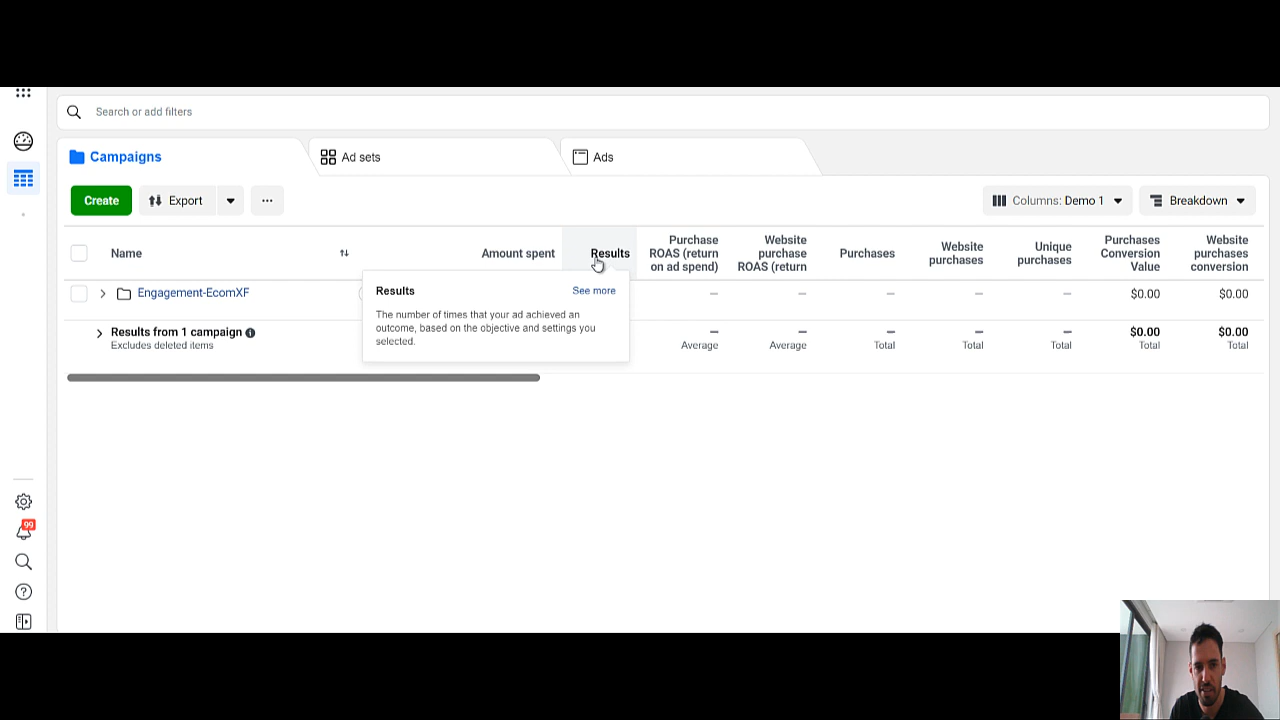 Search or add filters
Campaigns
Ad sets
Ads
Create
Export
...
Columns: Demo 1
Breakdown
Name
Amount spent
Results
Purchase
ROAS (return
on ad spend)
Website
purchase
ROAS (return
Purchases
Website
purchases
Unique
purchases
Purchases
Conversion
Value
Website
purchases
conversion
Engagement-EcomXF
—
—
—
—
—
$0.00
$0.00
Results
See more
The number of times that your ad achieved an
outcome, based on the objective and settings you
selected.
Results from 1 campaign
Excludes deleted items
—
Average
—
Average
—
Total
—
Total
—
Total
$0.00
Total
$0.00
Total
99